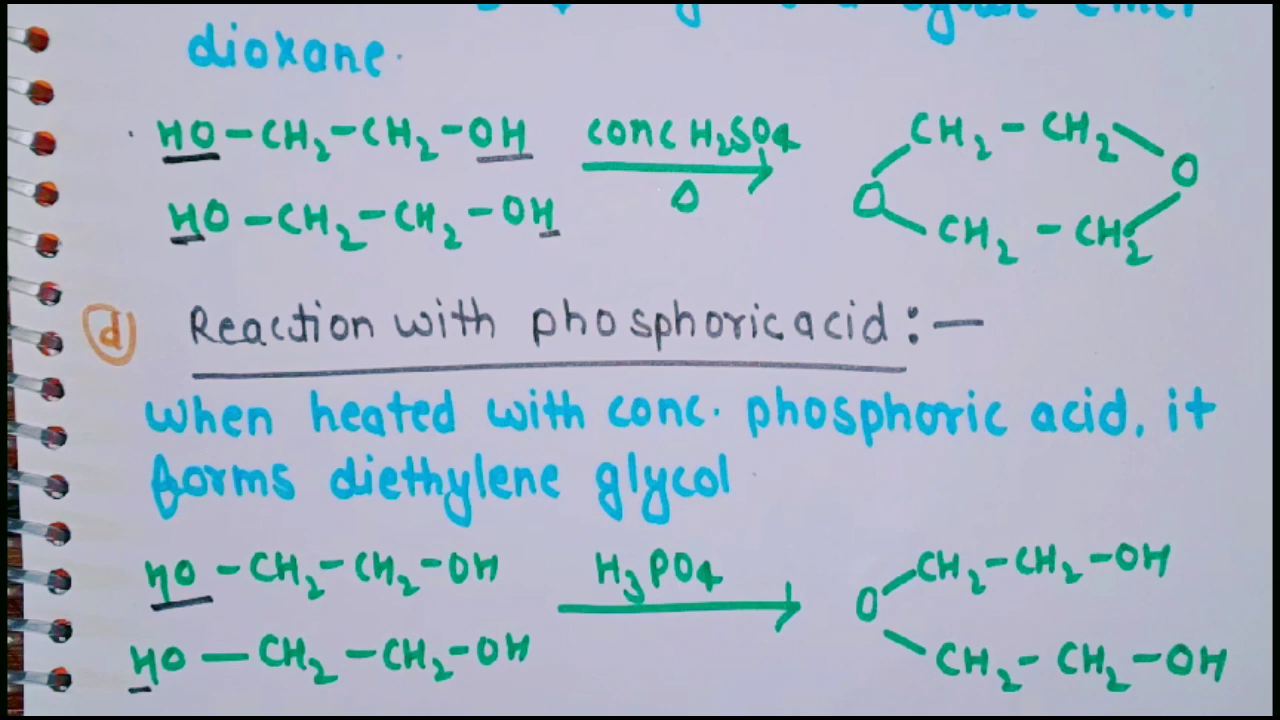 dioxane.
HO-CH₂-CH₂-OH conc H₂SO₄ CH₂-CH₂ O
HO-CH₂-CH₂-OH Δ O CH₂-CH₂
d Reaction with phosphoric acid:-
When heated with conc. phosphoric acid, it
forms diethylene glycol
HO-CH₂-CH₂-OH H₃PO₄ O CH₂-CH₂-OH
HO-CH₂-CH₂-OH CH₂-CH₂-OH